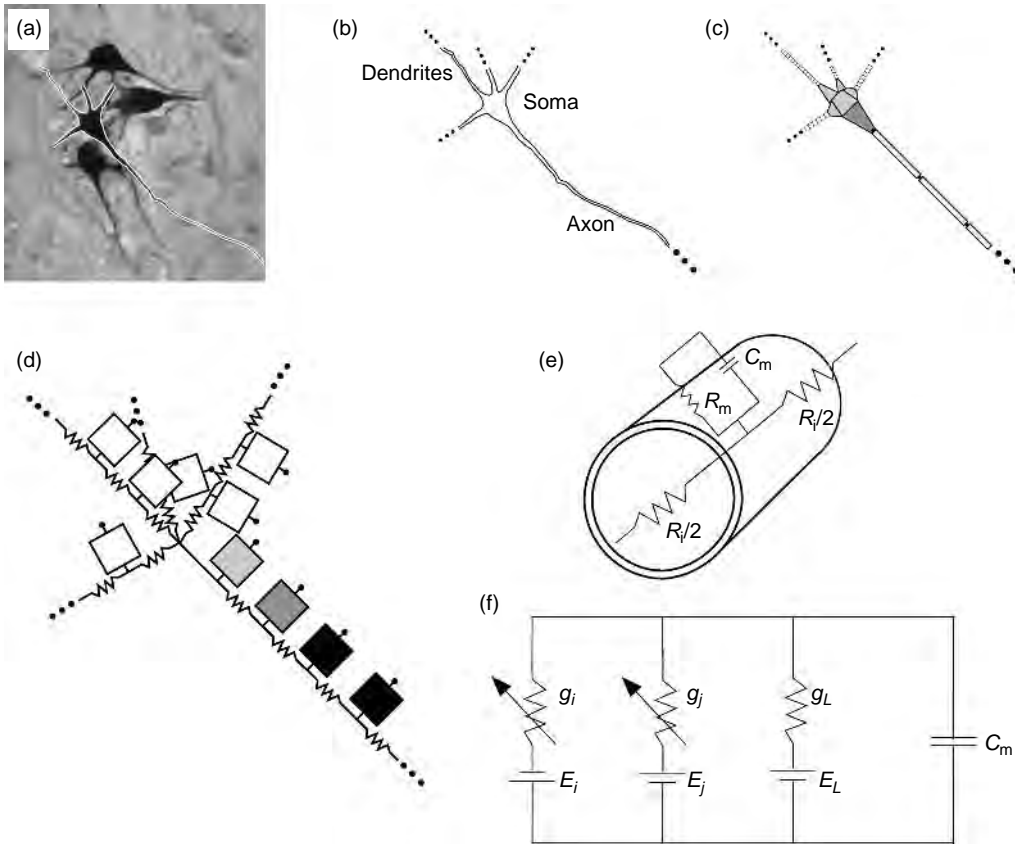 (a)
(b)
Dendrites
Soma
Axon
(c)
(d)
(e)
Cm
Rm
Ri/2
Ri/2
(f)
gi
gj
gL
Cm
Ei
Ej
EL